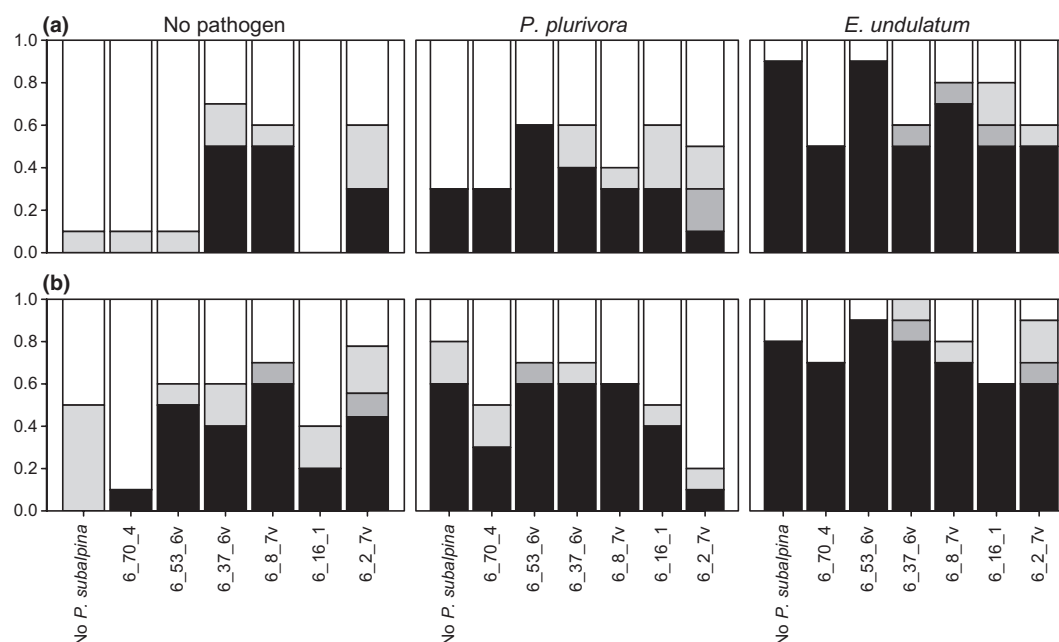 (a) No pathogen P. plurivora E. undulatum
1.0
0.8
0.6
0.4
0.2
0.0
(b)
1.0
0.8
0.6
0.4
0.2
0.0
No P. subalpina
6_70_4
6_53_6v
6_37_6v
6_8_7v
6_16_1
6_2_7v
No P. subalpina
6_70_4
6_53_6v
6_37_6v
6_8_7v
6_16_1
6_2_7v
No P. subalpina
6_70_4
6_53_6v
6_37_6v
6_8_7v
6_16_1
6_2_7v